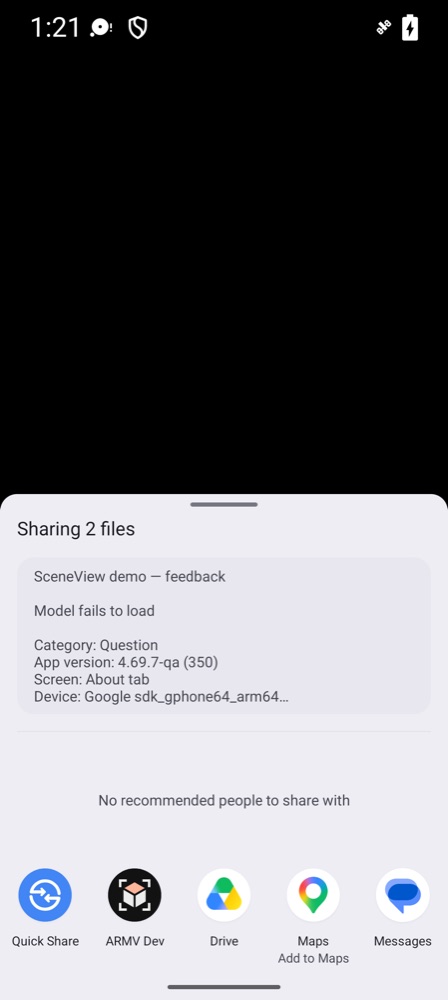 1:21
Sharing 2 files
SceneView demo — feedback
Model fails to load
Category: Question
App version: 4.69.7-qa (350)
Screen: About tab
Device: Google sdk_gphone64_arm64...
No recommended people to share with
Quick Share
ARMV Dev
Drive
Maps
Add to Maps
Messages